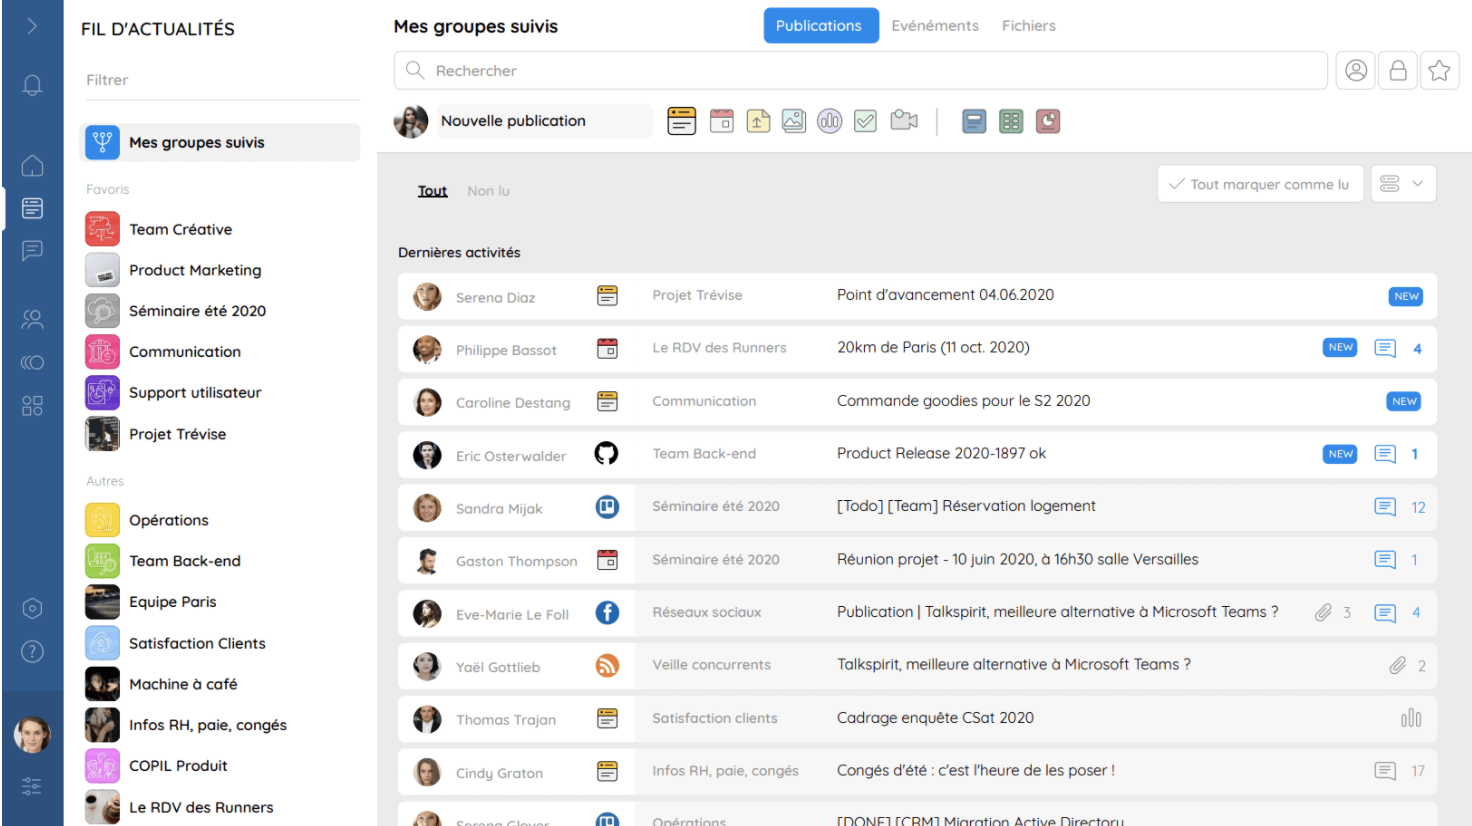 FIL D'ACTUALITÉS
Filtrer
Mes groupes suivis
Favoris
Team Créative
Product Marketing
Séminaire été 2020
Communication
Support utilisateur
Projet Trévise
Autres
Opérations
Team Back-end
Equipe Paris
Satisfaction Clients
Machine à café
Infos RH, paie, congés
COPIL Produit
Le RDV des Runners
Mes groupes suivis
Publications Evénéments Fichiers
Rechercher
Nouvelle publication
Tout Non lu
Tout marquer comme lu
Dernières activités
Serena Diaz Projet Trévise Point d'avancement 04.06.2020 NEW
Philippe Bassot Le RDV des Runners 20km de Paris (11 oct. 2020) NEW 4
Caroline Destang Communication Commande goodies pour le S2 2020 NEW
Eric Osterwalder Team Back-end Product Release 2020-1897 ok NEW 1
Sandra Mijak Séminaire été 2020 [Todo] [Team] Réservation logement 12
Gaston Thompson Séminaire été 2020 Réunion projet - 10 juin 2020, à 16h30 salle Versailles 1
Eve-Marie Le Foll Réseaux sociaux Publication | Talkspirit, meilleure alternative à Microsoft Teams ? 3 4
Yaël Gottlieb Veille concurrents Talkspirit, meilleure alternative à Microsoft Teams ? 2
Thomas Trajan Satisfaction clients Cadrage enquête CSat 2020
Cindy Graton Infos RH, paie, congés Congés d'été : c'est l'heure de les poser ! 17
Serena Glover Opérations [DONE] [CRM] Migration Active Directory